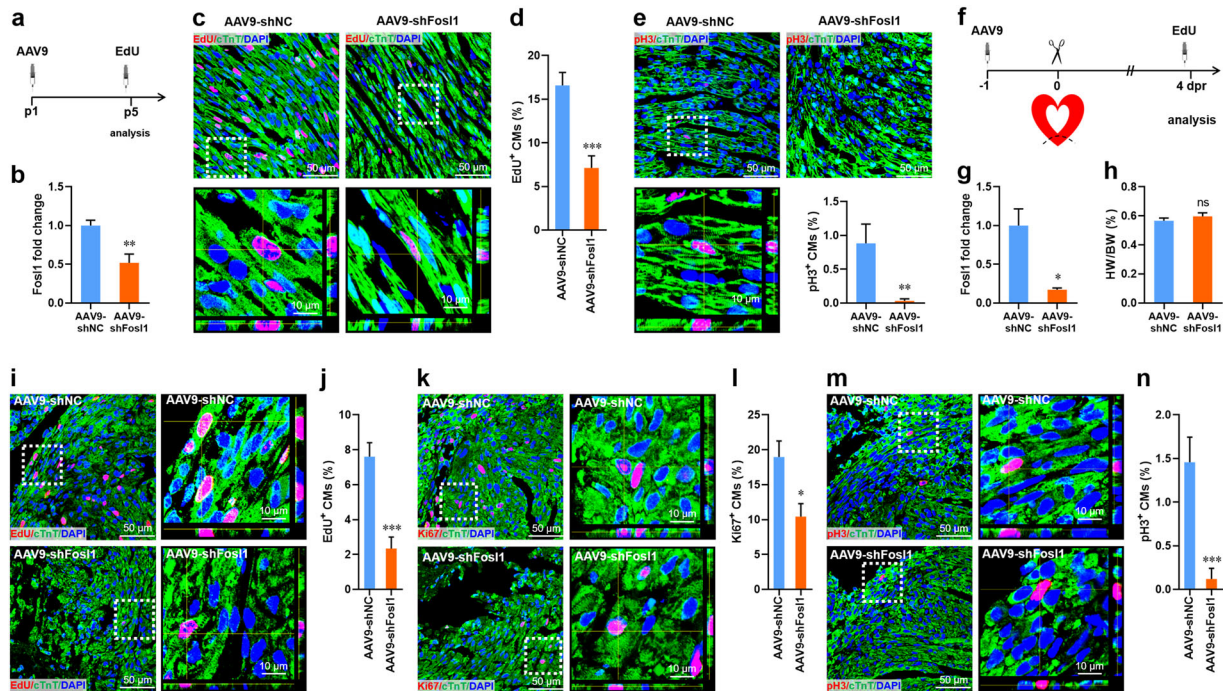 a
AAV9
EdU
p1
p5
analysis
b
Fosl1 fold change
1.5
1.0
0.5
0.0
**
AAV9-
shNC
AAV9-
shFosl1
c
AAV9-shNC
AAV9-shFosl1
EdU/cTnT/DAPI
50 µm
EdU/cTnT/DAPI
50 µm
10 µm
10 µm
d
EdU+ CMs (%)
20
15
10
5
0
***
AAV9-shNC
AAV9-shFosl1
e
AAV9-shNC
AAV9-shFosl1
pH3/cTnT/DAPI
50 µm
pH3/cTnT/DAPI
50 µm
10 µm
pH3+ CMs (%)
1.5
1.0
0.5
0.0
**
AAV9-
shNC
AAV9-
shFosl1
f
AAV9
EdU
-1
0
4 dpr
analysis
g
Fosl1 fold change
1.5
1.0
0.5
0.0
*
AAV9-
shNC
AAV9-
shFosl1
h
HW/BW (%)
0.8
0.6
0.4
0.2
0.0
ns
AAV9-
shNC
AAV9-
shFosl1
i
AAV9-shNC
EdU/cTnT/DAPI
50 µm
AAV9-shNC
10 µm
AAV9-shFosl1
EdU/cTnT/DAPI
50 µm
AAV9-shFosl1
10 µm
j
EdU+ CMs (%)
10
8
6
4
2
0
***
AAV9-shNC
AAV9-shFosl1
k
AAV9-shNC
Ki67/cTnT/DAPI
50 µm
AAV9-shNC
10 µm
AAV9-shFosl1
Ki67/cTnT/DAPI
50 µm
AAV9-shFosl1
10 µm
l
Ki67+ CMs (%)
25
20
15
10
5
0
*
AAV9-shNC
AAV9-shFosl1
m
AAV9-shNC
pH3/cTnT/DAPI
50 µm
AAV9-shNC
10 µm
AAV9-shFosl1
pH3/cTnT/DAPI
50 µm
AAV9-shFosl1
10 µm
n
pH3+ CMs (%)
2.0
1.5
1.0
0.5
0.0
***
AAV9-shNC
AAV9-shFosl1